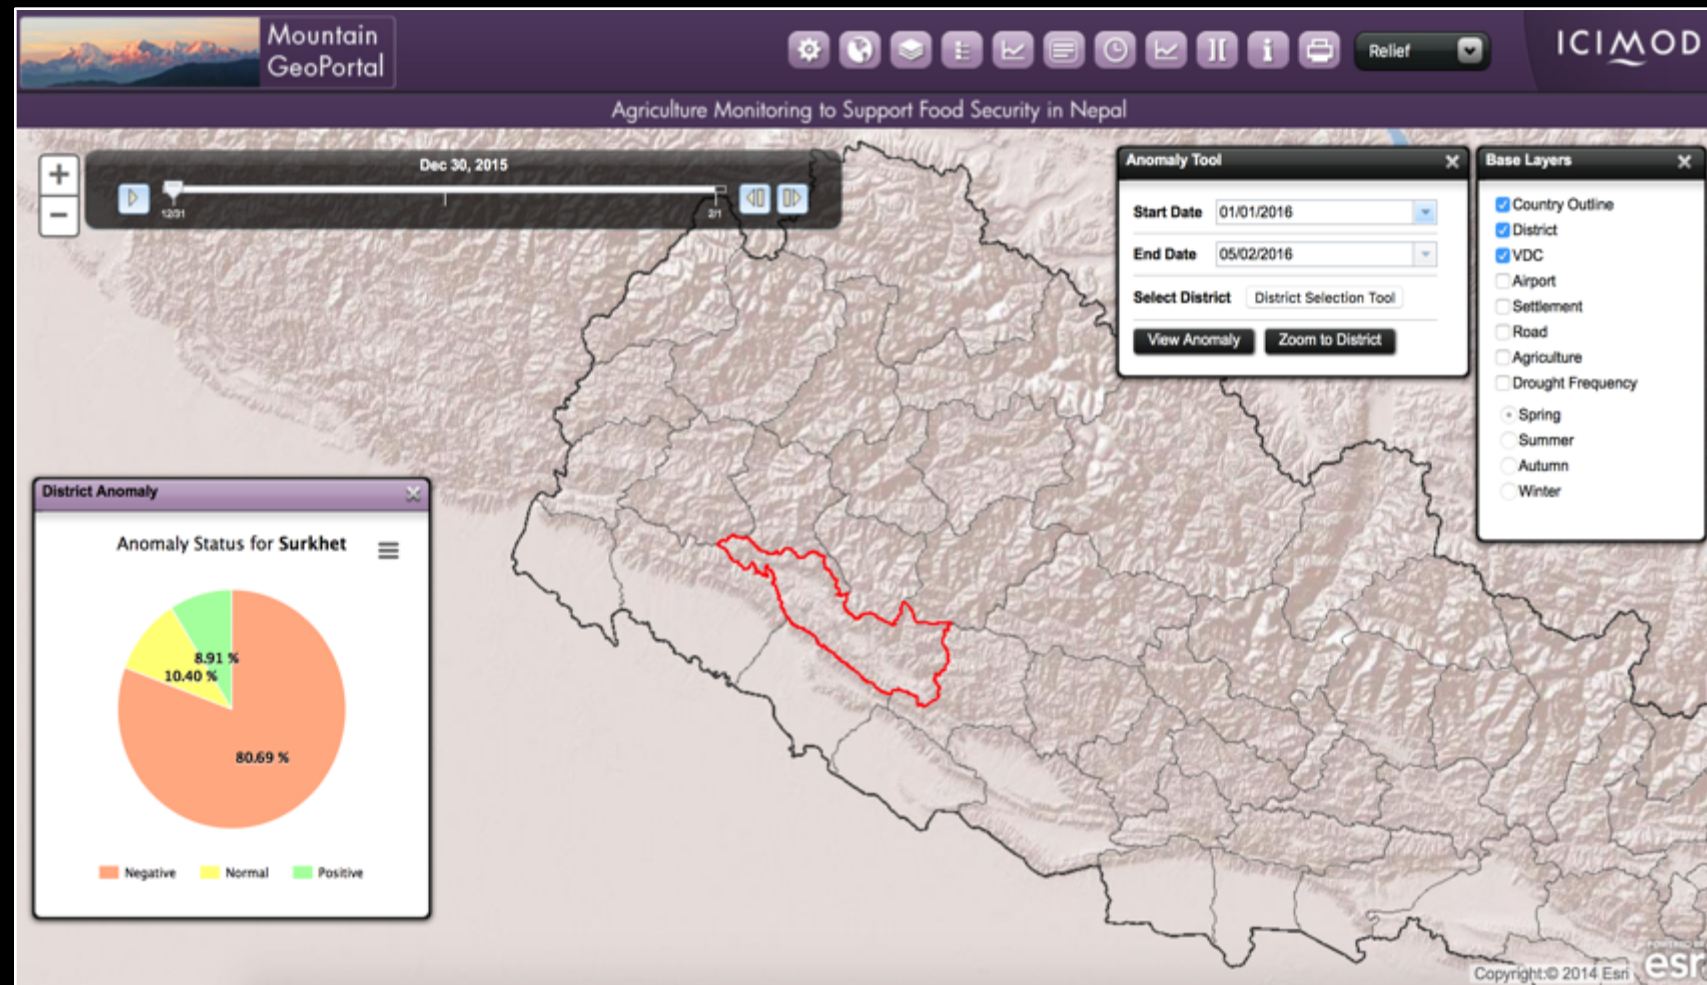 Mountain
GeoPortal
Relief
ICIMOD
Agriculture Monitoring to Support Food Security in Nepal
Dec 30, 2015
12/31
2/1
Anomaly Tool
Start Date 01/01/2016
End Date 05/02/2016
Select District District Selection Tool
View Anomaly Zoom to District
Base Layers
Country Outline
District
VDC
Airport
Settlement
Road
Agriculture
Drought Frequency
Spring
Summer
Autumn
Winter
District Anomaly
Anomaly Status for Surkhet
8.91 %
10.40 %
80.69 %
Negative Normal Positive
POWERED BY
esri
Copyright:© 2014 Esri